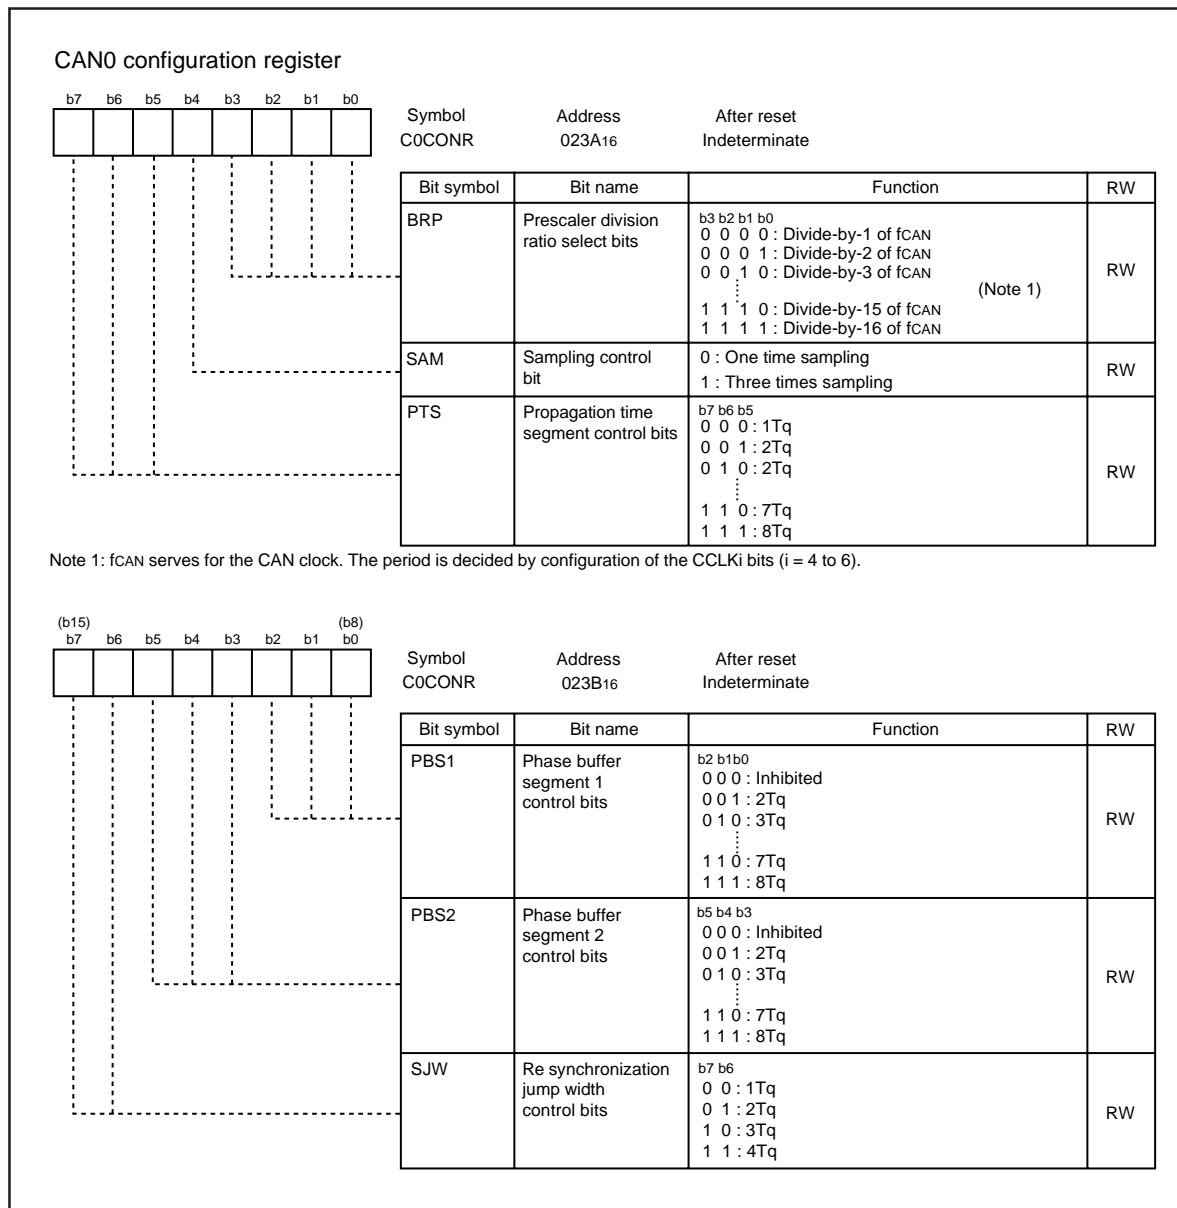 CAN0 configuration register
b7 b6 b5 b4 b3 b2 b1 b0
Symbol Address After reset
C0CONR 023A16 Indeterminate
Bit symbol Bit name Function RW
BRP Prescaler division ratio select bits RW
b3 b2 b1 b0
0 0 0 0 : Divide-by-1 of fCAN
0 0 0 1 : Divide-by-2 of fCAN
0 0 1 0 : Divide-by-3 of fCAN
(Note 1)
1 1 1 0 : Divide-by-15 of fCAN
1 1 1 1 : Divide-by-16 of fCAN
SAM Sampling control bit RW
0 : One time sampling
1 : Three times sampling
PTS Propagation time segment control bits RW
b7 b6 b5
0 0 0 : 1Tq
0 0 1 : 2Tq
0 1 0 : 2Tq
1 1 0 : 7Tq
1 1 1 : 8Tq
Note 1: fCAN serves for the CAN clock. The period is decided by configuration of the CCLKi bits (i = 4 to 6).
(b15) (b8)
b7 b6 b5 b4 b3 b2 b1 b0
Symbol Address After reset
C0CONR 023B16 Indeterminate
Bit symbol Bit name Function RW
PBS1 Phase buffer segment 1 control bits RW
b2 b1b0
0 0 0 : Inhibited
0 0 1 : 2Tq
0 1 0 : 3Tq
1 1 0 : 7Tq
1 1 1 : 8Tq
PBS2 Phase buffer segment 2 control bits RW
b5 b4 b3
0 0 0 : Inhibited
0 0 1 : 2Tq
0 1 0 : 3Tq
1 1 0 : 7Tq
1 1 1 : 8Tq
SJW Re synchronization jump width control bits RW
b7 b6
0 0 : 1Tq
0 1 : 2Tq
1 0 : 3Tq
1 1 : 4Tq